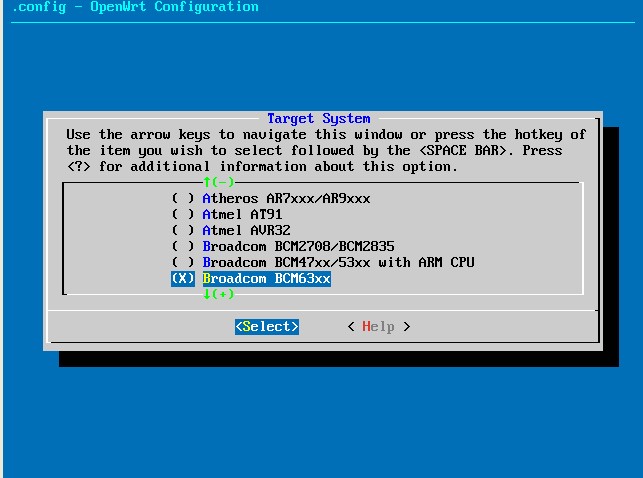 .config - OpenWrt Configuration
Target System
Use the arrow keys to navigate this window or press the hotkey of
the item you wish to select followed by the <SPACE BAR>. Press
<?> for additional information about this option.
↑(-)
( ) Atheros AR7xxx/AR9xxx
( ) Atmel AT91
( ) Atmel AVR32
( ) Broadcom BCM2708/BCM2835
( ) Broadcom BCM47xx/53xx with ARM CPU
(X) Broadcom BCM63xx
↓(+)
<Select> < Help >